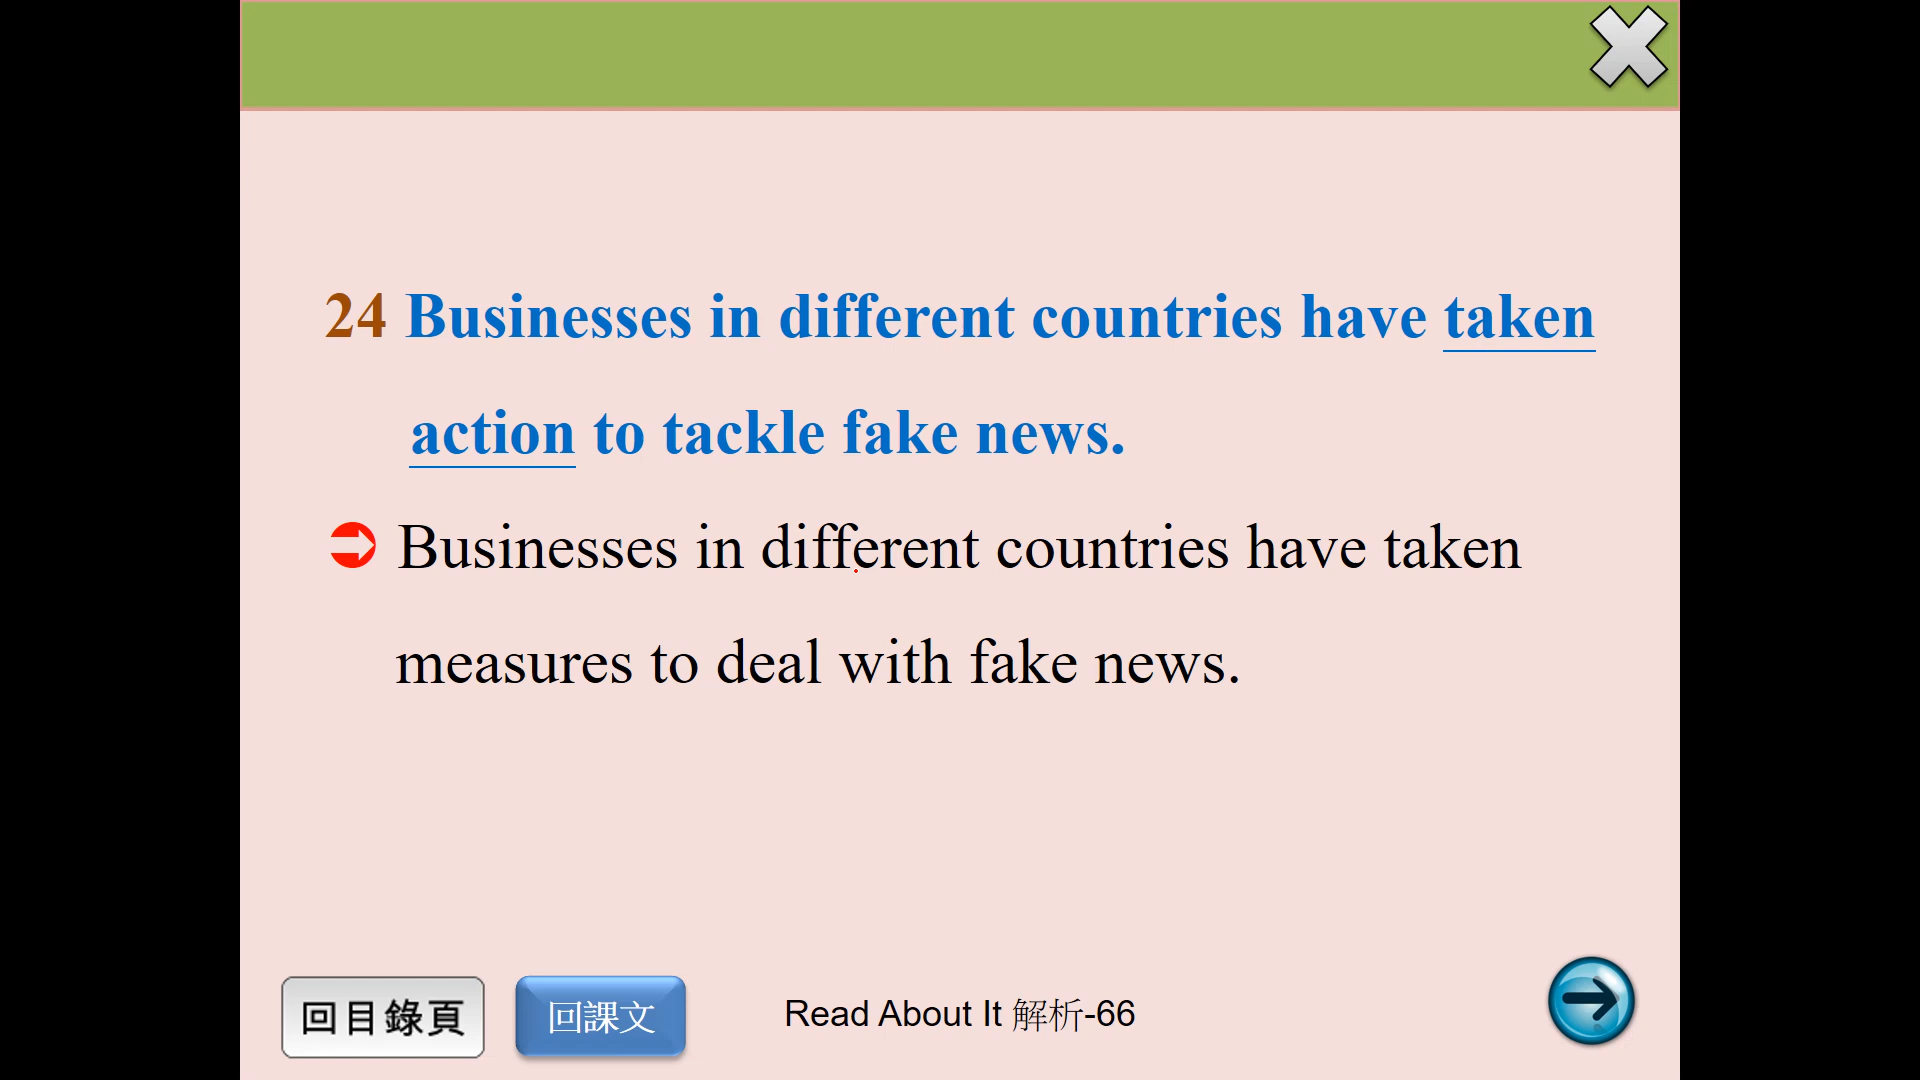 24 Businesses in different countries have taken
action to tackle fake news.
Businesses in different countries have taken
measures to deal with fake news.
回目錄頁
回課文
Read About It 解析-66